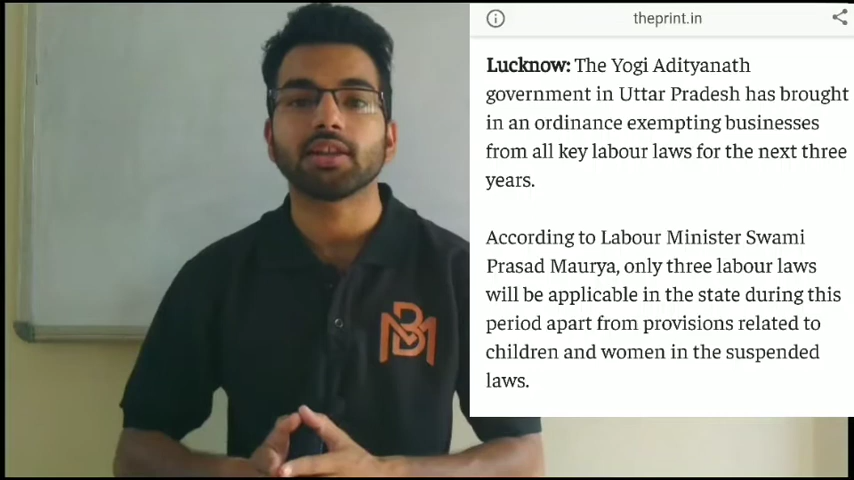 theprint.in
Lucknow: The Yogi Adityanath
government in Uttar Pradesh has brought
in an ordinance exempting businesses
from all key labour laws for the next three
years.
According to Labour Minister Swami
Prasad Maurya, only three labour laws
will be applicable in the state during this
period apart from provisions related to
children and women in the suspended
laws.
BM